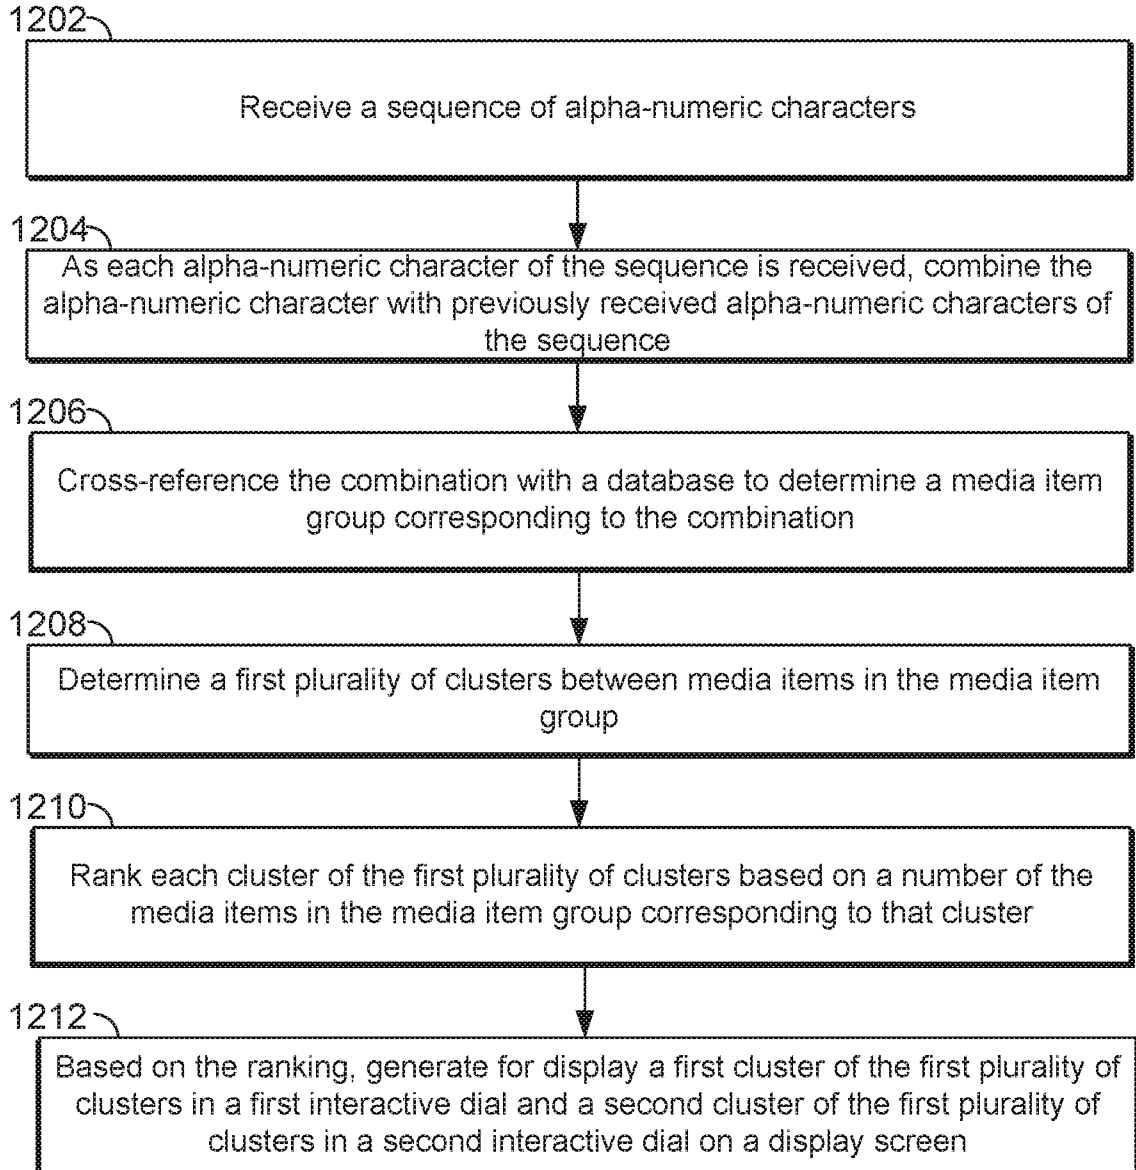 1202
Receive a sequence of alpha-numeric characters
1204
As each alpha-numeric character of the sequence is received, combine the
alpha-numeric character with previously received alpha-numeric characters of
the sequence
1206
Cross-reference the combination with a database to determine a media item
group corresponding to the combination
1208
Determine a first plurality of clusters between media items in the media item
group
1210
Rank each cluster of the first plurality of clusters based on a number of the
media items in the media item group corresponding to that cluster
1212
Based on the ranking, generate for display a first cluster of the first plurality of
clusters in a first interactive dial and a second cluster of the first plurality of
clusters in a second interactive dial on a display screen